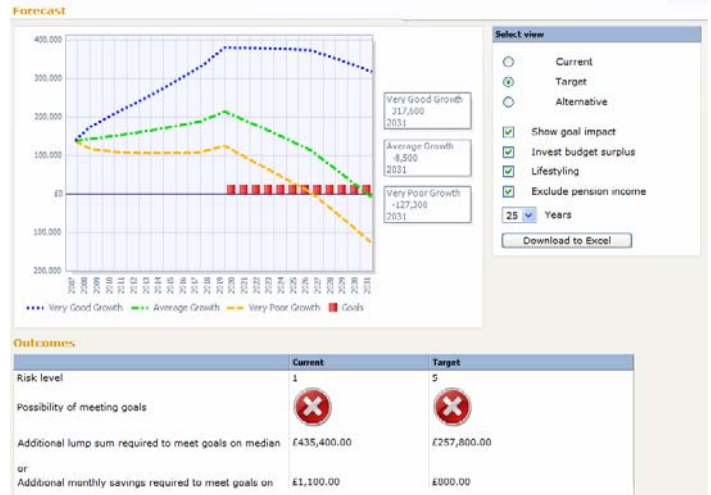 Forecast
400,000
300,000
200,000
100,000
£0
100,000
200,000
2007 2008 2009 2010 2011 2012 2013 2014 2015 2016 2017 2018 2019 2020 2021 2022 2023 2024 2025 2026 2027 2028 2029 2030 2031
Very Good Growth Average Growth Very Poor Growth Goals
Very Good Growth
317,600
2031
Average Growth
-8,500
2031
Very Poor Growth
-127,300
2031
Select view
Current
Target
Alternative
Show goal impact
Invest budget surplus
Lifestyling
Exclude pension income
25 Years
Download to Excel
Outcomes
Current Target
Risk level 1 5
Possibility of meeting goals
Additional lump sum required to meet goals on median £435,400.00 £257,800.00
or
Additional monthly savings required to meet goals on £1,100.00 £800.00